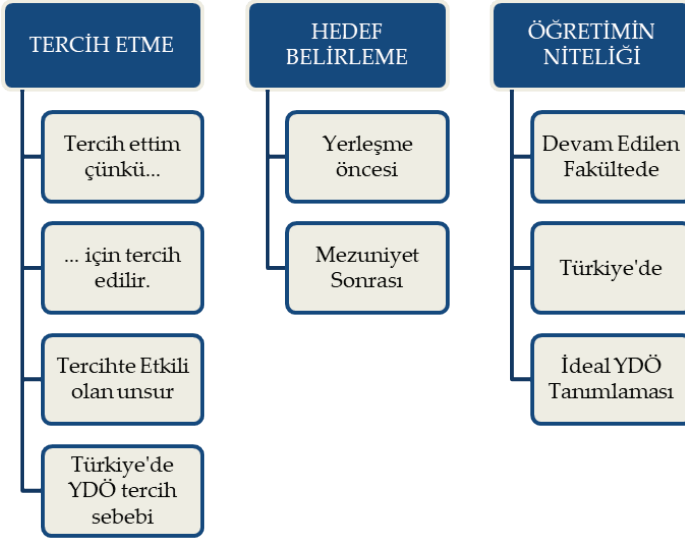 TERCİH ETME
Tercih ettim
çünkü...
... için tercih
edilir.
Tercihte Etkili
olan unsur
Türkiye'de
YDÖ tercih
sebebi
HEDEF
BELİRLEME
Yerleşme
öncesi
Mezuniyet
Sonrası
ÖĞRETİMİN
NİTELİĞİ
Devam Edilen
Fakültede
Türkiye'de
İdeal YDÖ
Tanımlaması